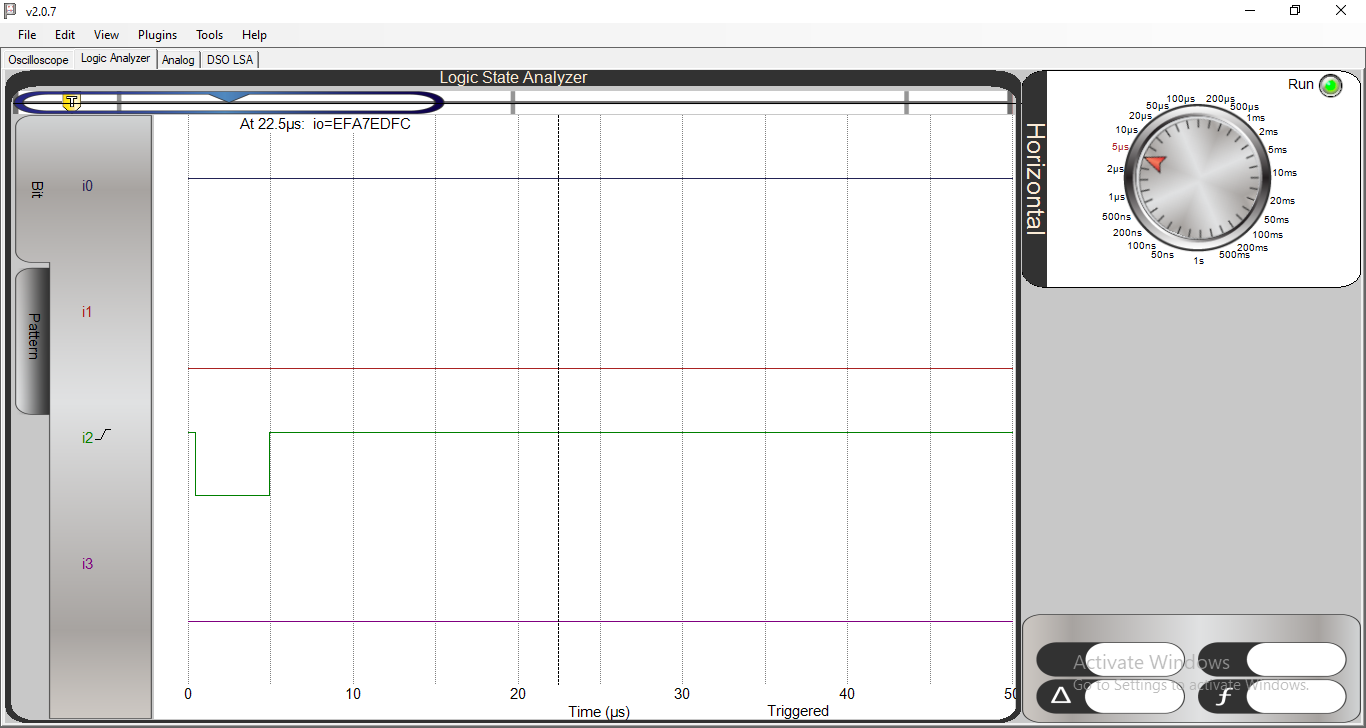 v2.0.7
File Edit View Plugins Tools Help
Oscilloscope Logic Analyzer Analog DSO LSA
Logic State Analyzer
T
At 22.5µs: io=EFA7EDFC
Bit
Pattern
i0
i1
i2
i3
0 10 20 30 40 50
Time (µs) Triggered
Horizontal
Run
50ns
100ns
200ns
500ns
1µs
2µs
5µs
10µs
20µs
50µs
100µs
200µs
500µs
1ms
2ms
5ms
10ms
20ms
50ms
100ms
200ms
500ms
1s
Activate Windows
Go to Settings to activate Windows.
Δ
f